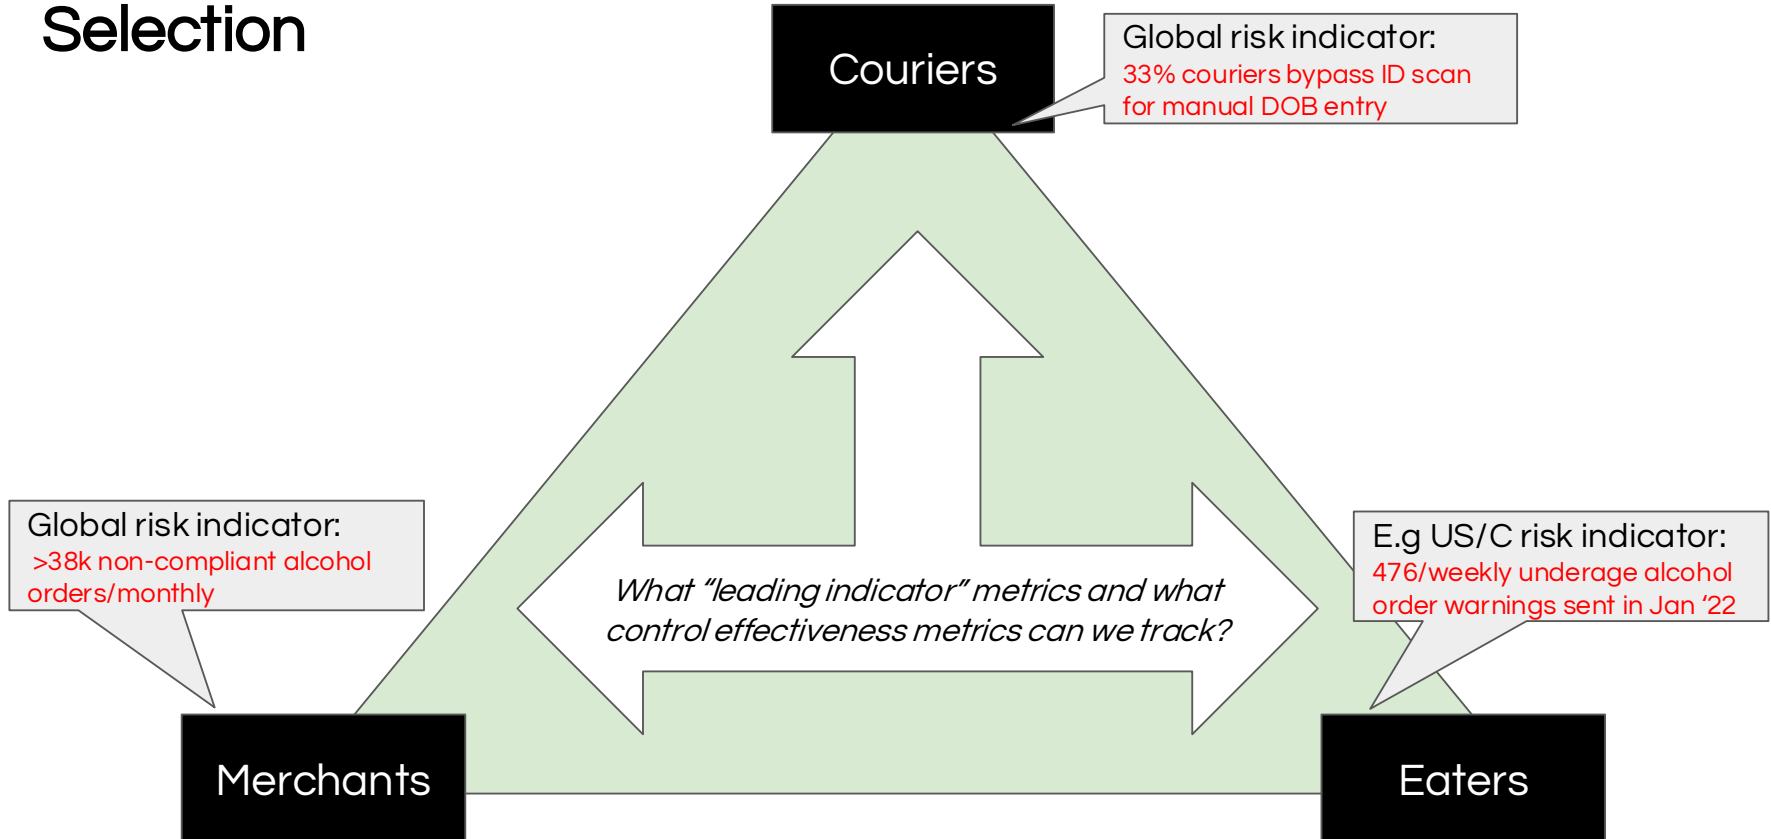 Selection
Couriers
Global risk indicator:
33% couriers bypass ID scan
for manual DOB entry
Global risk indicator:
>38k non-compliant alcohol
orders/monthly
What “leading indicator” metrics and what
control effectiveness metrics can we track?
E.g US/C risk indicator:
476/weekly underage alcohol
order warnings sent in Jan ‘22
Merchants
Eaters